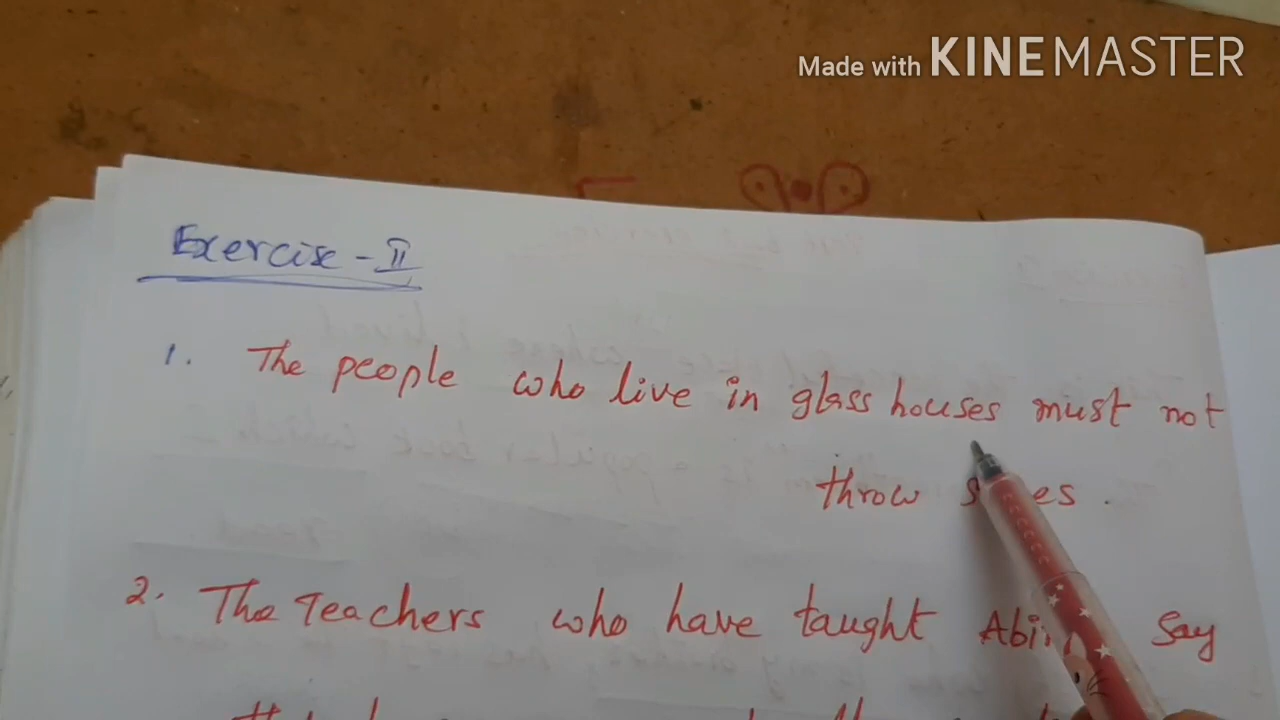 Made with KINEMASTER
Exercise - II
1. The people who live in glass houses must not
throw
2. The Teachers who have taught Say